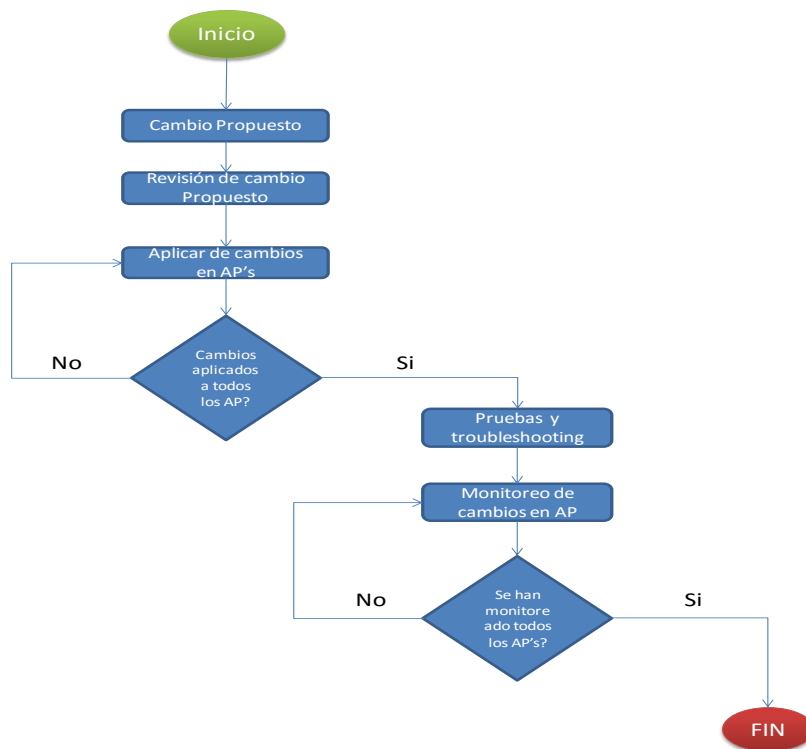 Inicio
Cambio Propuesto
Revisión de cambio
Propuesto
Aplicar de cambios
en AP's
Cambios
aplicados
a todos
los AP?
No
Si
Pruebas y
troubleshooting
Monitoreo de
cambios en AP
Se han
monitore
ado todos
los AP's?
No
Si
FIN